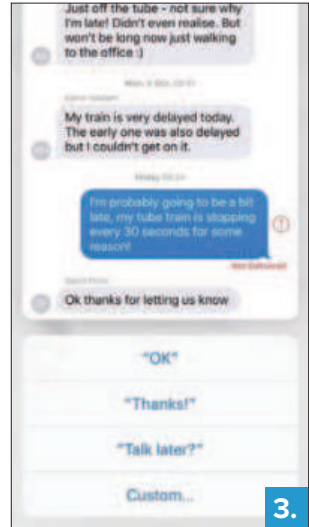 Just off the tube - not sure why
I'm late! Didn't even realise. But
won't be long now just walking
to the office :)
My train is very delayed today.
The early one was also delayed
but I couldn't get on it.
I'm probably going to be a bit
late, my tube train is stopping
every 30 seconds for some
reason!
Not Delivered
Ok thanks for letting us know
"OK"
"Thanks!"
"Talk later?"
Custom...
3.